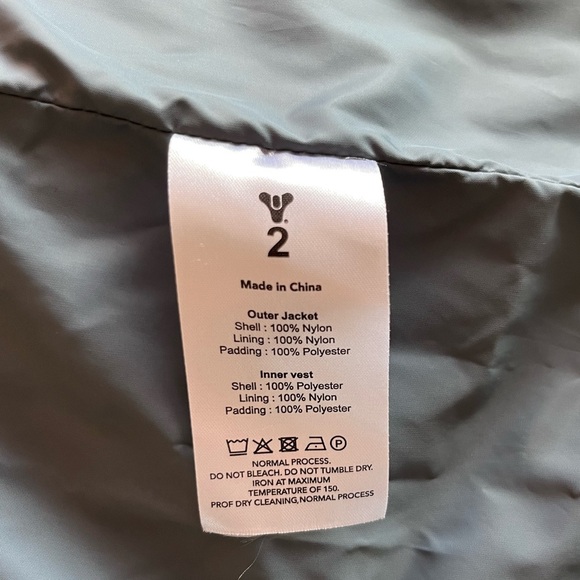 2
Made in China
Outer Jacket
Shell : 100% Nylon
Lining : 100% Nylon
Padding : 100% Polyester
Inner vest
Shell : 100% Polyester
Lining : 100% Nylon
Padding : 100% Polyester
P
NORMAL PROCESS.
DO NOT BLEACH. DO NOT TUMBLE DRY.
IRON AT MAXIMUM
TEMPERATURE OF 150.
PROF DRY CLEANING,NORMAL PROCESS